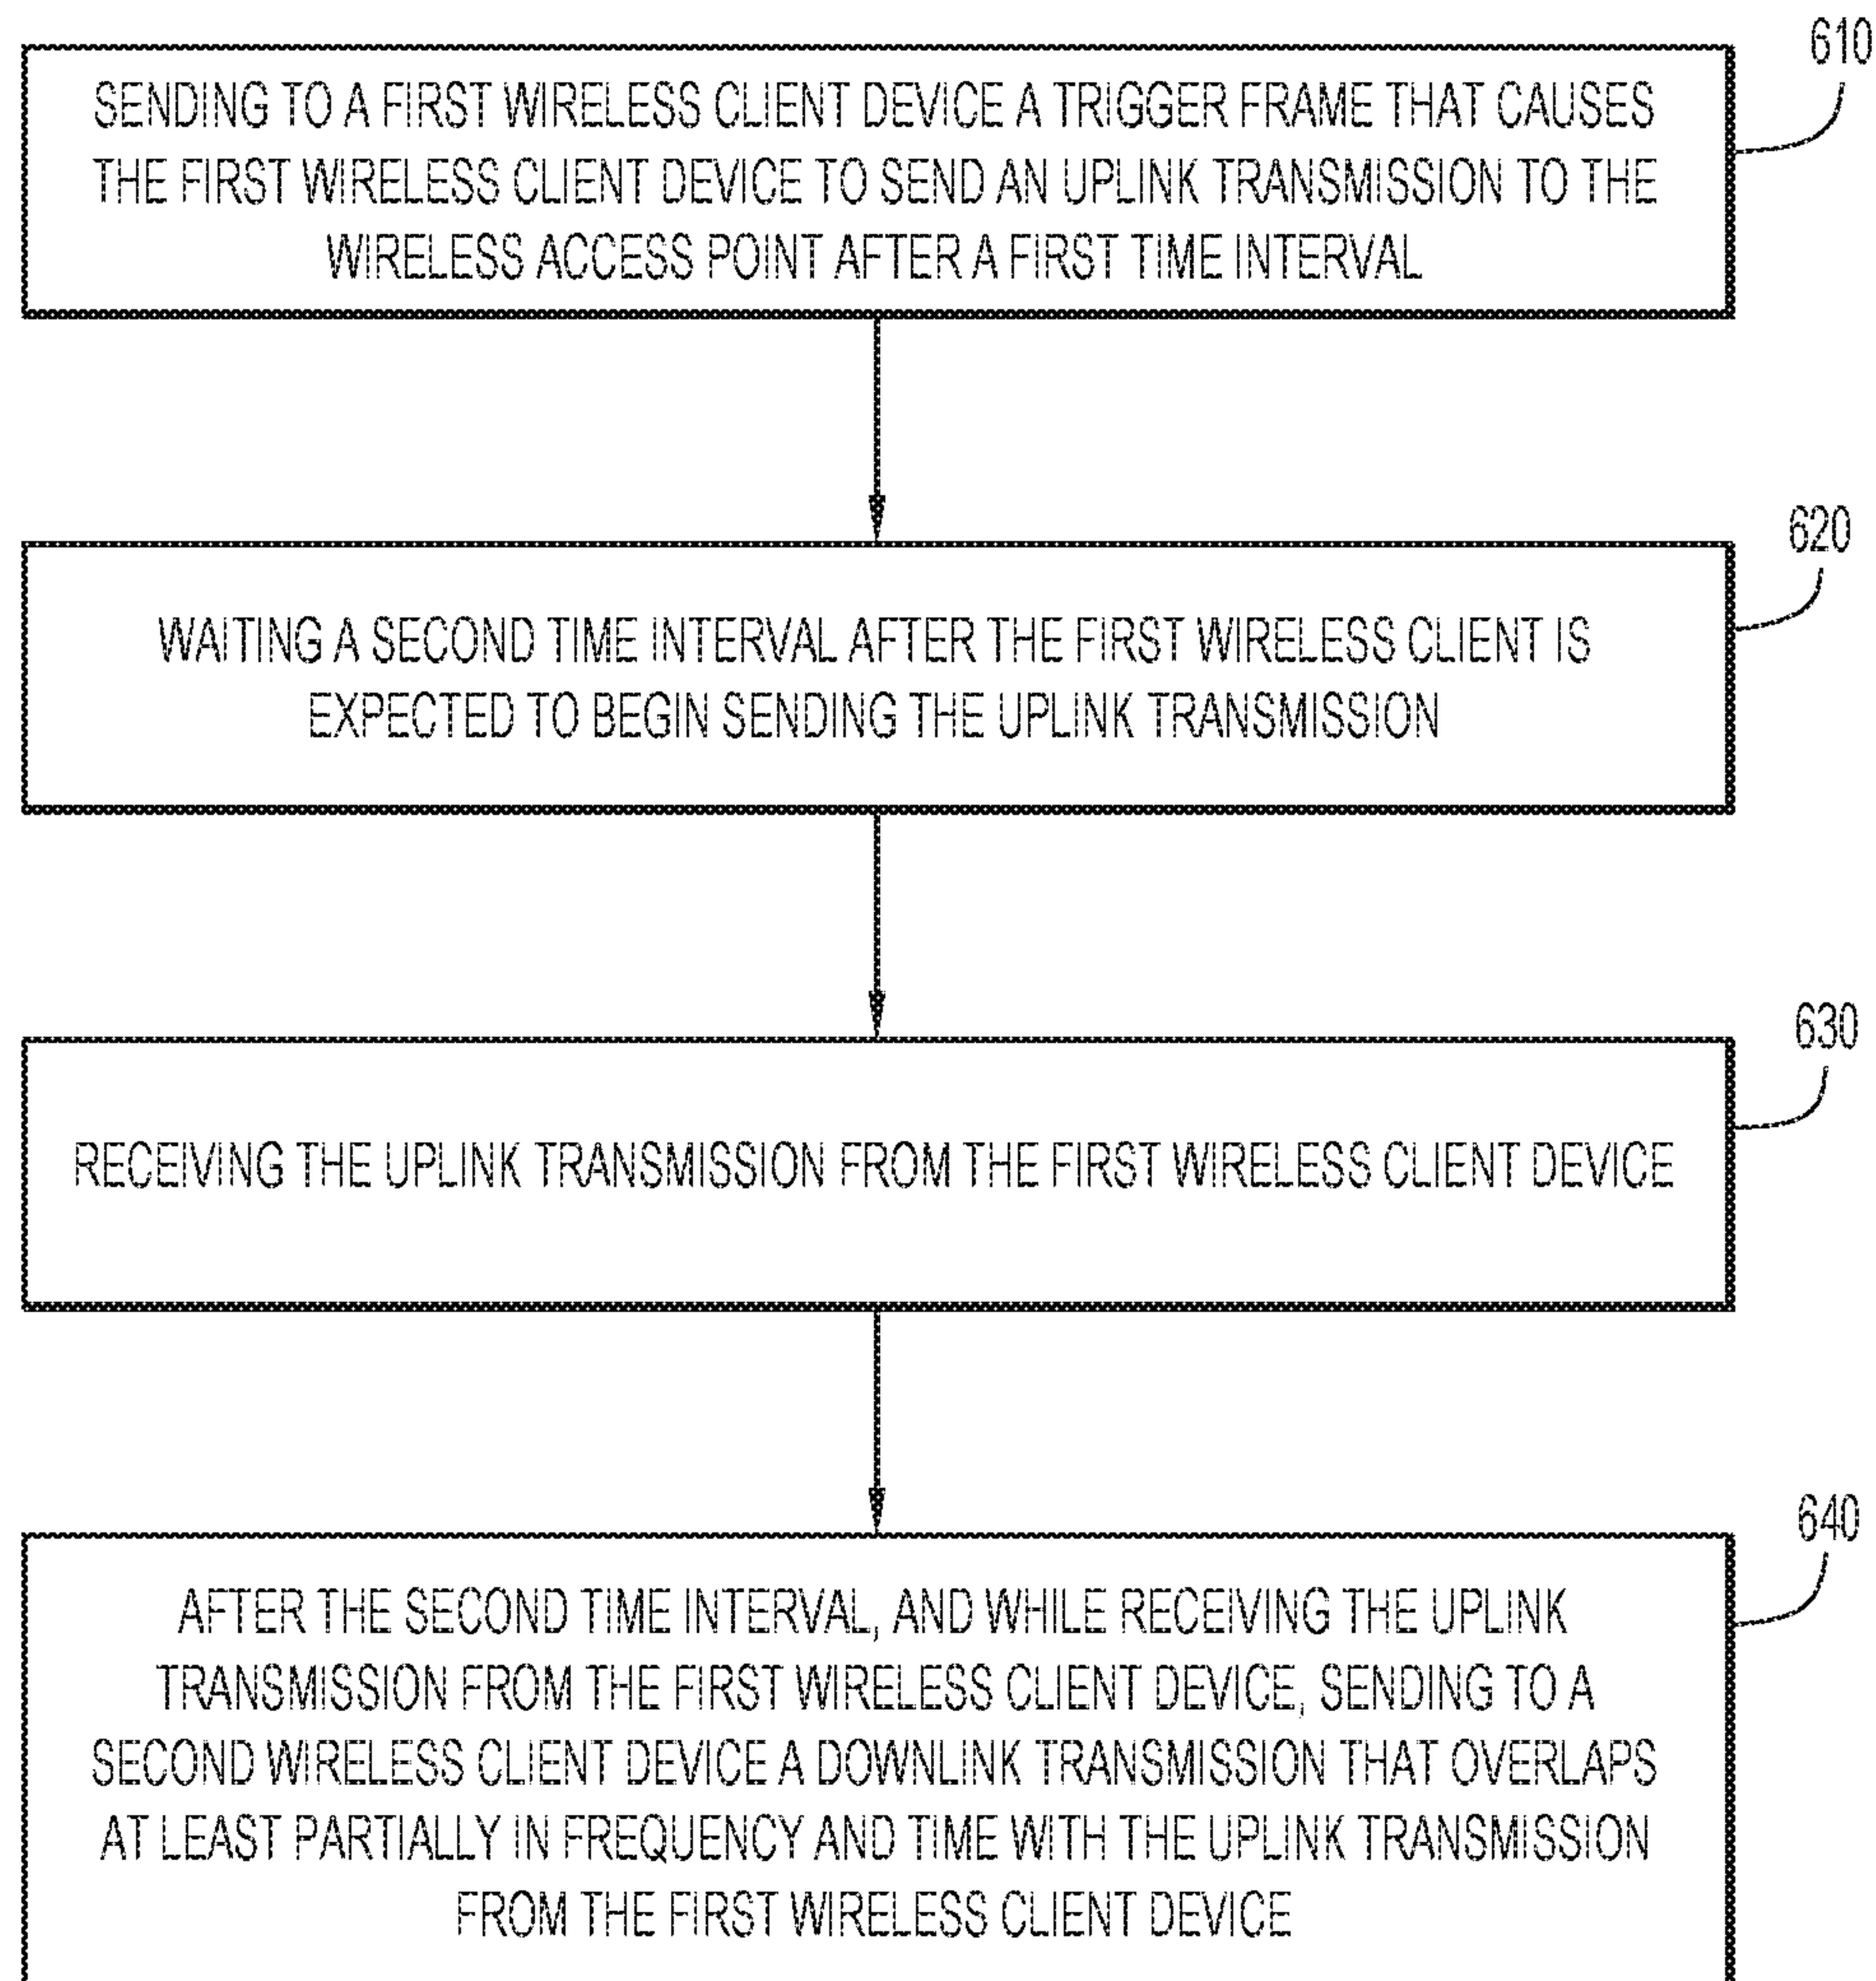 610
SENDING TO A FIRST WIRELESS CLIENT DEVICE A TRIGGER FRAME THAT CAUSES
THE FIRST WIRELESS CLIENT DEVICE TO SEND AN UPLINK TRANSMISSION TO THE
WIRELESS ACCESS POINT AFTER A FIRST TIME INTERVAL
620
WAITING A SECOND TIME INTERVAL AFTER THE FIRST WIRELESS CLIENT IS
EXPECTED TO BEGIN SENDING THE UPLINK TRANSMISSION
630
RECEIVING THE UPLINK TRANSMISSION FROM THE FIRST WIRELESS CLIENT DEVICE
640
AFTER THE SECOND TIME INTERVAL, AND WHILE RECEIVING THE UPLINK
TRANSMISSION FROM THE FIRST WIRELESS CLIENT DEVICE, SENDING TO A
SECOND WIRELESS CLIENT DEVICE A DOWNLINK TRANSMISSION THAT OVERLAPS
AT LEAST PARTIALLY IN FREQUENCY AND TIME WITH THE UPLINK TRANSMISSION
FROM THE FIRST WIRELESS CLIENT DEVICE